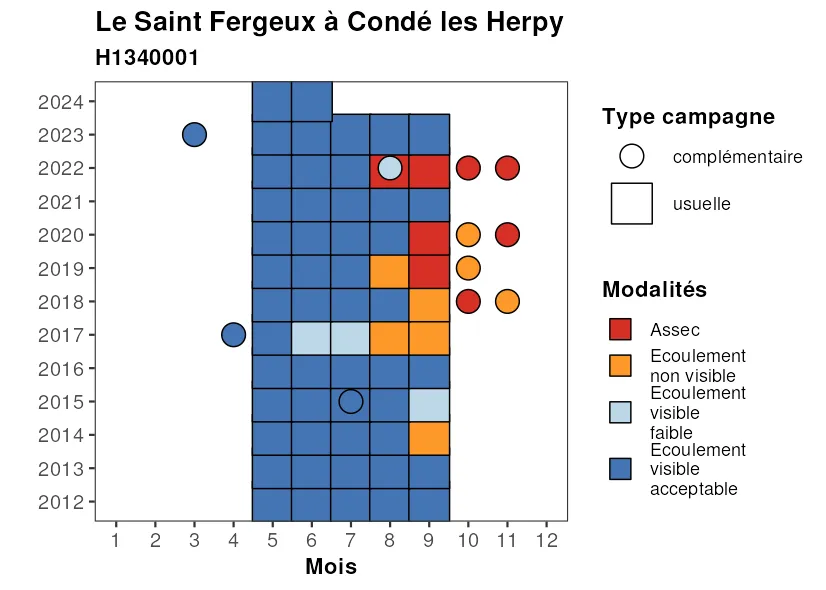 Le Saint Fergeux à Condé les Herpy
H1340001
2024
2023
2022
2021
2020
2019
2018
2017
2016
2015
2014
2013
2012
1 2 3 4 5 6 7 8 9 10 11 12
Mois
Type campagne
complémentaire
usuelle
Modalités
Assec
Ecoulement
non visible
Ecoulement
visible
faible
Ecoulement
visible
acceptable